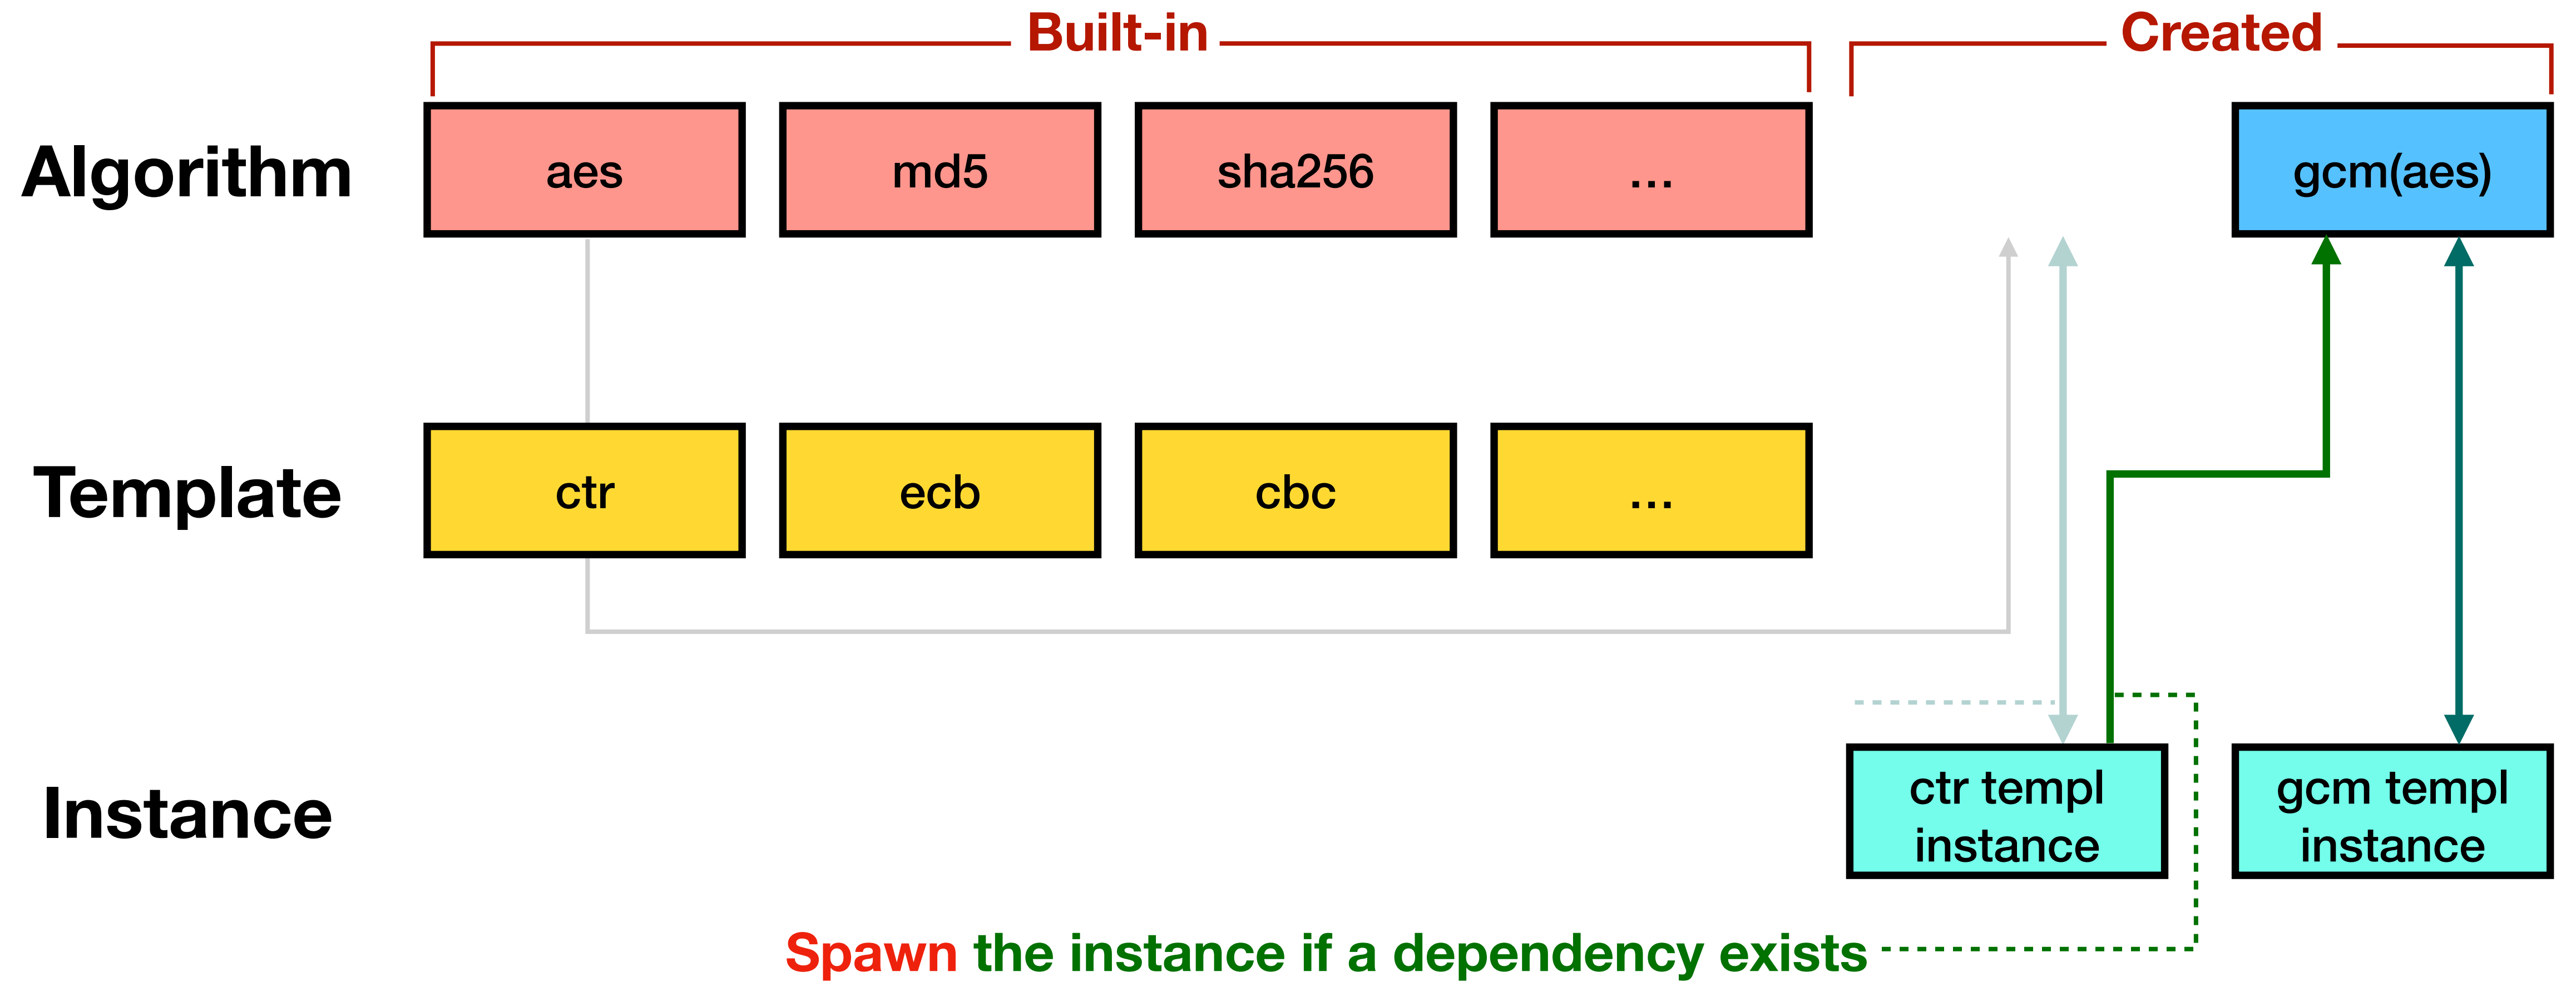 Built-in
Created
Algorithm
aes
md5
sha256
...
gcm(aes)
Template
ctr
ecb
cbc
...
Instance
ctr templ
instance
gcm templ
instance
Spawn the instance if a dependency exists